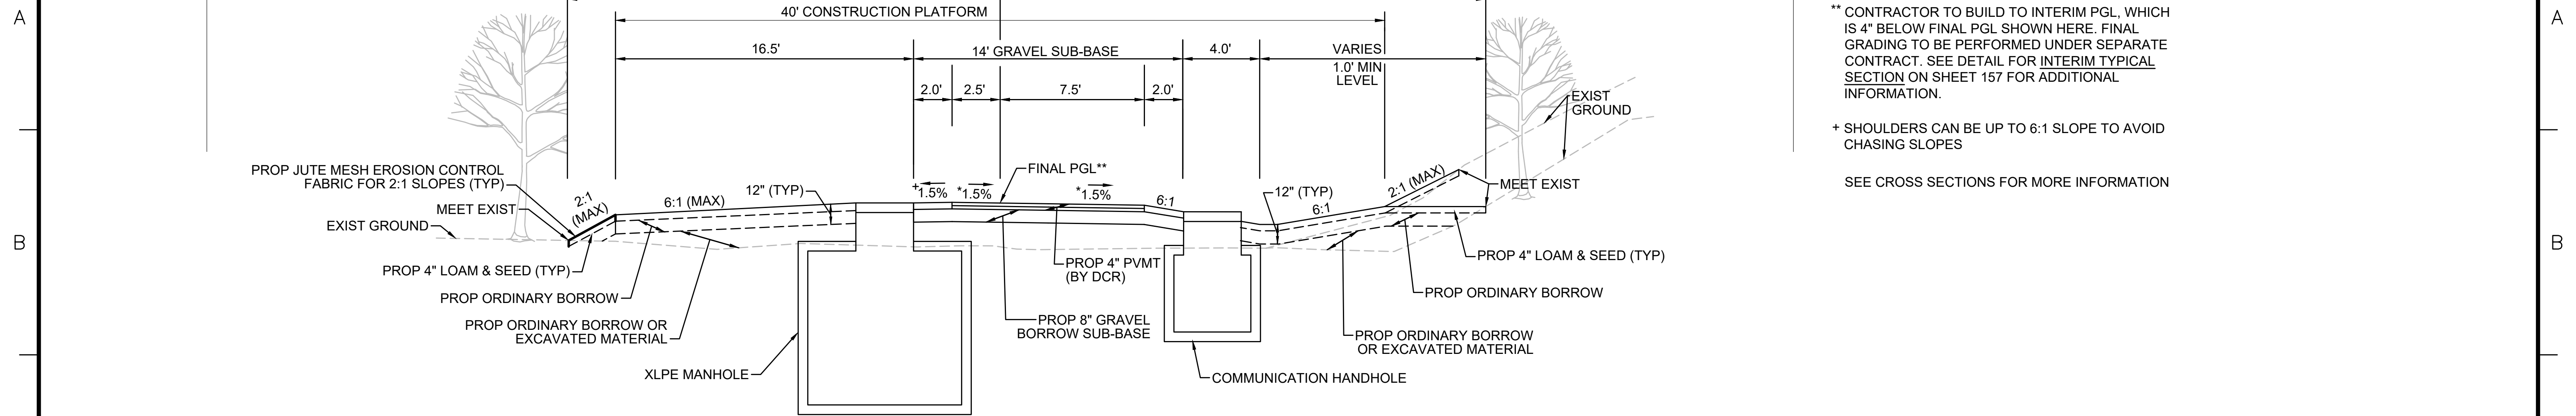 A
A
40' CONSTRUCTION PLATFORM
16.5'
14' GRAVEL SUB-BASE
4.0'
VARIES
1.0' MIN
LEVEL
2.0'
2.5'
7.5'
2.0'
** CONTRACTOR TO BUILD TO INTERIM PGL, WHICH
IS 4" BELOW FINAL PGL SHOWN HERE. FINAL
GRADING TO BE PERFORMED UNDER SEPARATE
CONTRACT. SEE DETAIL FOR INTERIM TYPICAL
SECTION ON SHEET 157 FOR ADDITIONAL
INFORMATION.
+ SHOULDERS CAN BE UP TO 6:1 SLOPE TO AVOID
CHASING SLOPES
SEE CROSS SECTIONS FOR MORE INFORMATION
EXIST
GROUND
PROP JUTE MESH EROSION CONTROL
FABRIC FOR 2:1 SLOPES (TYP)
MEET EXIST
EXIST GROUND
2:1
(MAX)
6:1 (MAX)
12" (TYP)
+1.5%
*1.5%
FINAL PGL**
*1.5%
6:1
12" (TYP)
6:1
2:1 (MAX)
MEET EXIST
B
B
PROP 4" LOAM & SEED (TYP)
PROP ORDINARY BORROW
PROP ORDINARY BORROW OR
EXCAVATED MATERIAL
XLPE MANHOLE
PROP 4" PVMT
(BY DCR)
PROP 8" GRAVEL
BORROW SUB-BASE
COMMUNICATION HANDHOLE
PROP 4" LOAM & SEED (TYP)
PROP ORDINARY BORROW
PROP ORDINARY BORROW
OR EXCAVATED MATERIAL